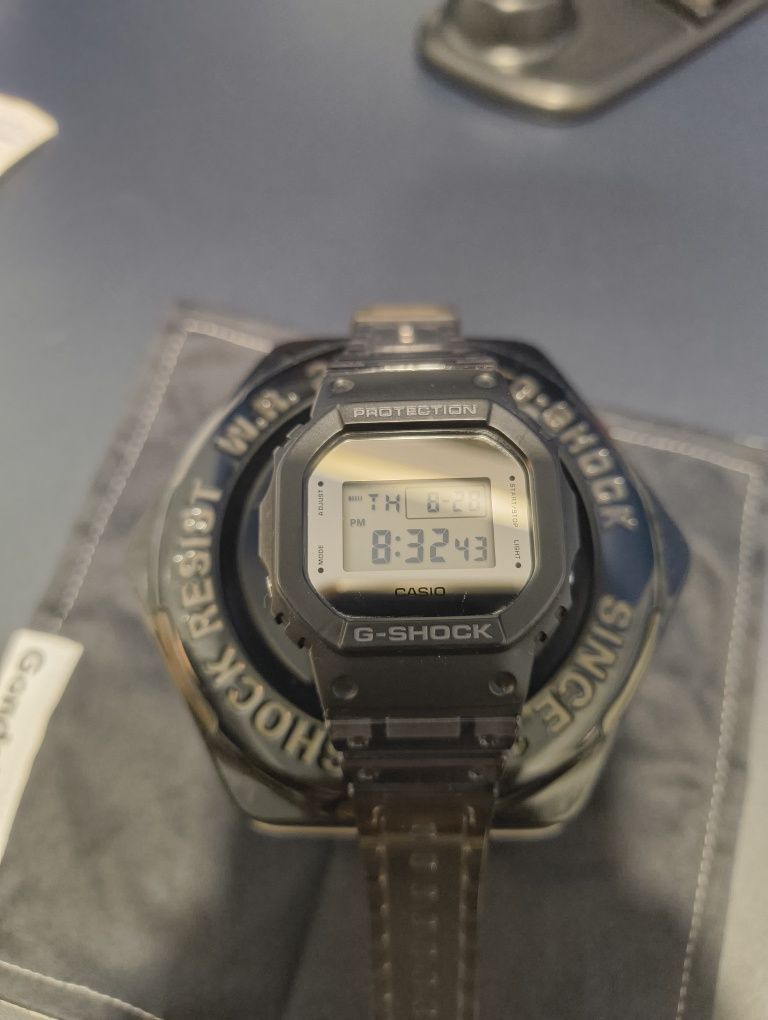 PROTECTION
ADJUST
START/STOP
TH 8-28
PM
8:32 43
MODE
LIGHT
CASIO
G-SHOCK
SHOCK RESIST W.R.
G-SHOCK
SINCE